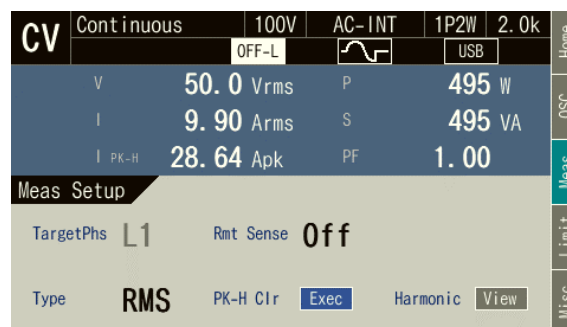 CV Continuous 100V AC-INT 1P2W 2.0k
OFF-L USB
V 50.0 Vrms P 495 W
I 9.90 Arms S 495 VA
I PK-H 28.64 Apk PF 1.00
Meas Setup
TargetPhs L1 Rmt Sense Off
Type RMS PK-H Clr Exec Harmonic View
Home
OSC
Meas
Limit
Misc